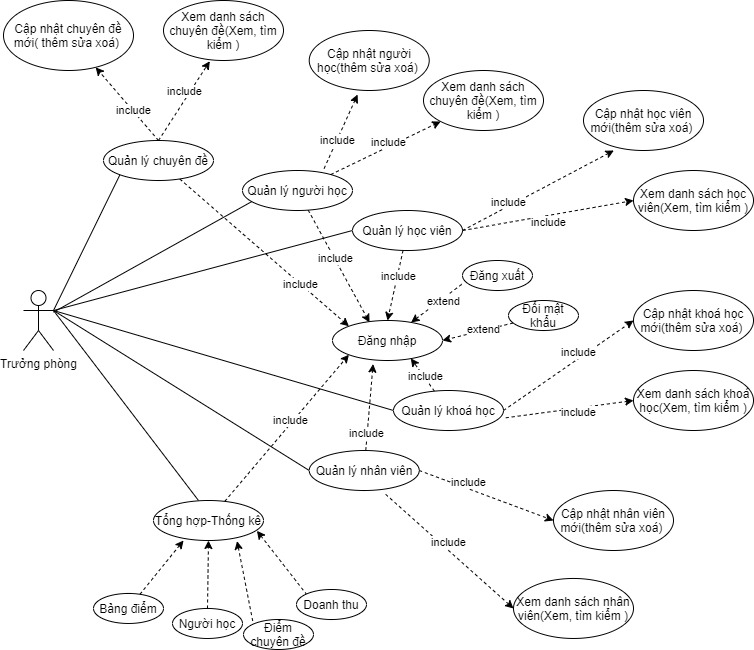 Cập nhật chuyên đề
mới( thêm sửa xoá)
Xem danh sách
chuyên đề(Xem, tìm
kiếm )
Cập nhật người
học(thêm sửa xoá)
Xem danh sách
chuyên đề(Xem, tìm
kiếm )
Cập nhật học viên
mới(thêm sửa xoá)
include
include
include
include
Quản lý chuyên đề
Quản lý người học
Xem danh sách học
viên(Xem, tìm kiếm )
include
include
Quản lý học viên
include
include
include
Đăng xuất
extend
Đổi mật
khẩu
extend
Trưởng phòng
Đăng nhập
Cập nhật khoá học
mới(thêm sửa xoá)
include
include
Xem danh sách khoá
học(Xem, tìm kiếm )
Quản lý khoá học
include
include
include
Quản lý nhân viên
include
Cập nhật nhân viên
mới(thêm sửa xoá)
Tổng hợp-Thống kê
include
Xem danh sách nhân
viên(Xem, tìm kiếm )
Bảng điểm
Người học
Điểm
chuyên đề
Doanh thu